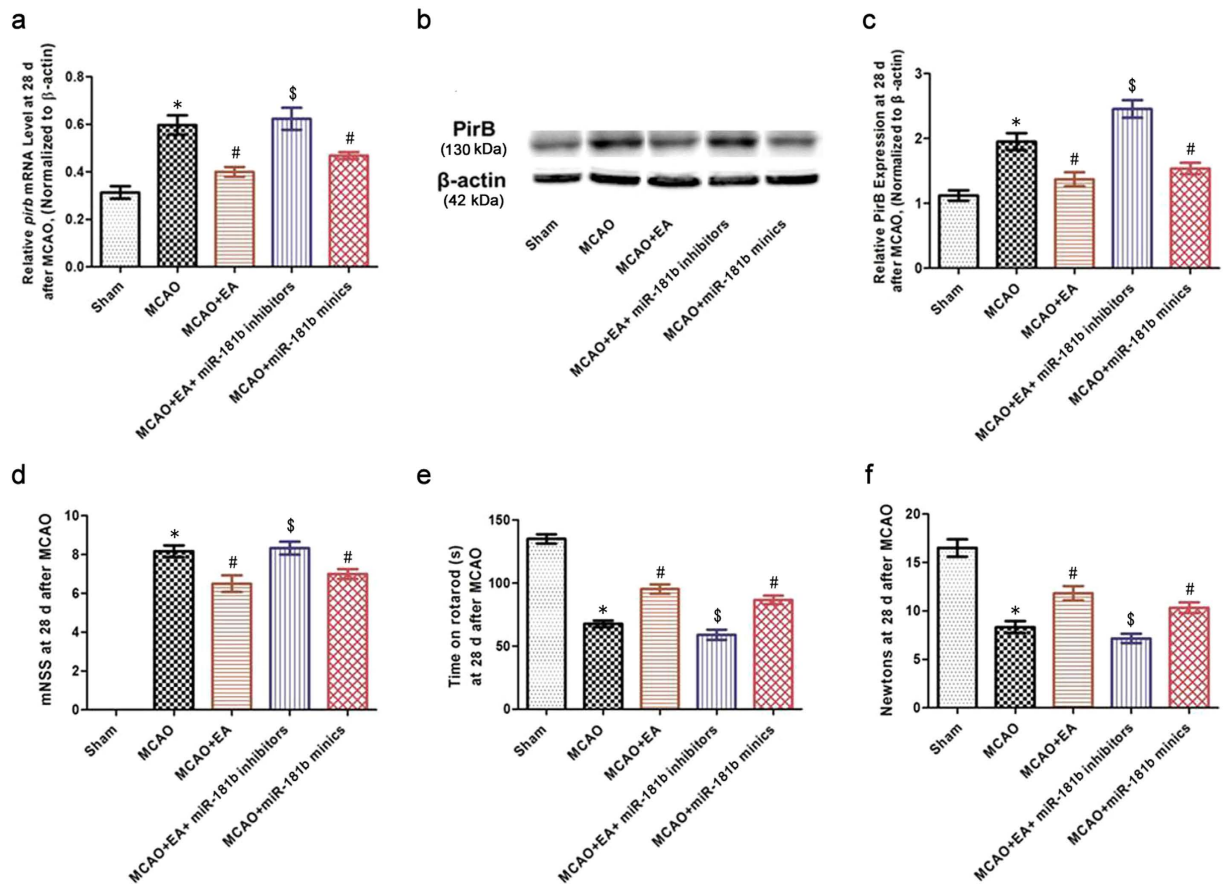 a
Relative pirb mRNA Level at 28 d
after MCAO, (Normalized to β-actin)
0.8
0.6
0.4
0.2
0.0
*
#
$
#
Sham
MCAO
MCAO+EA
MCAO+EA+ miR-181b inhibitors
MCAO+miR-181b minics
b
PirB
(130 kDa)
β-actin
(42 kDa)
Sham
MCAO
MCAO+EA
MCAO+EA+ miR-181b inhibitors
MCAO+miR-181b minics
c
Relative PirB Expression at 28 d
after MCAO, (Normalized to β -actin)
3
2
1
0
*
#
$
#
Sham
MCAO
MCAO+EA
MCAO+EA+ miR-181b inhibitors
MCAO+miR-181b minics
d
mNSS at 28 d after MCAO
10
8
6
4
2
0
*
#
$
#
Sham
MCAO
MCAO+EA
MCAO+EA+ miR-181b inhibitors
MCAO+miR-181b minics
e
Time on rotarod (s)
at 28 d after MCAO
150
100
50
0
*
#
$
#
Sham
MCAO
MCAO+EA
MCAO+EA+ miR-181b inhibitors
MCAO+miR-181b minics
f
Newtons at 28 d after MCAO
20
15
10
5
0
*
#
$
#
Sham
MCAO
MCAO+EA
MCAO+EA+ miR-181b inhibitors
MCAO+miR-181b minics